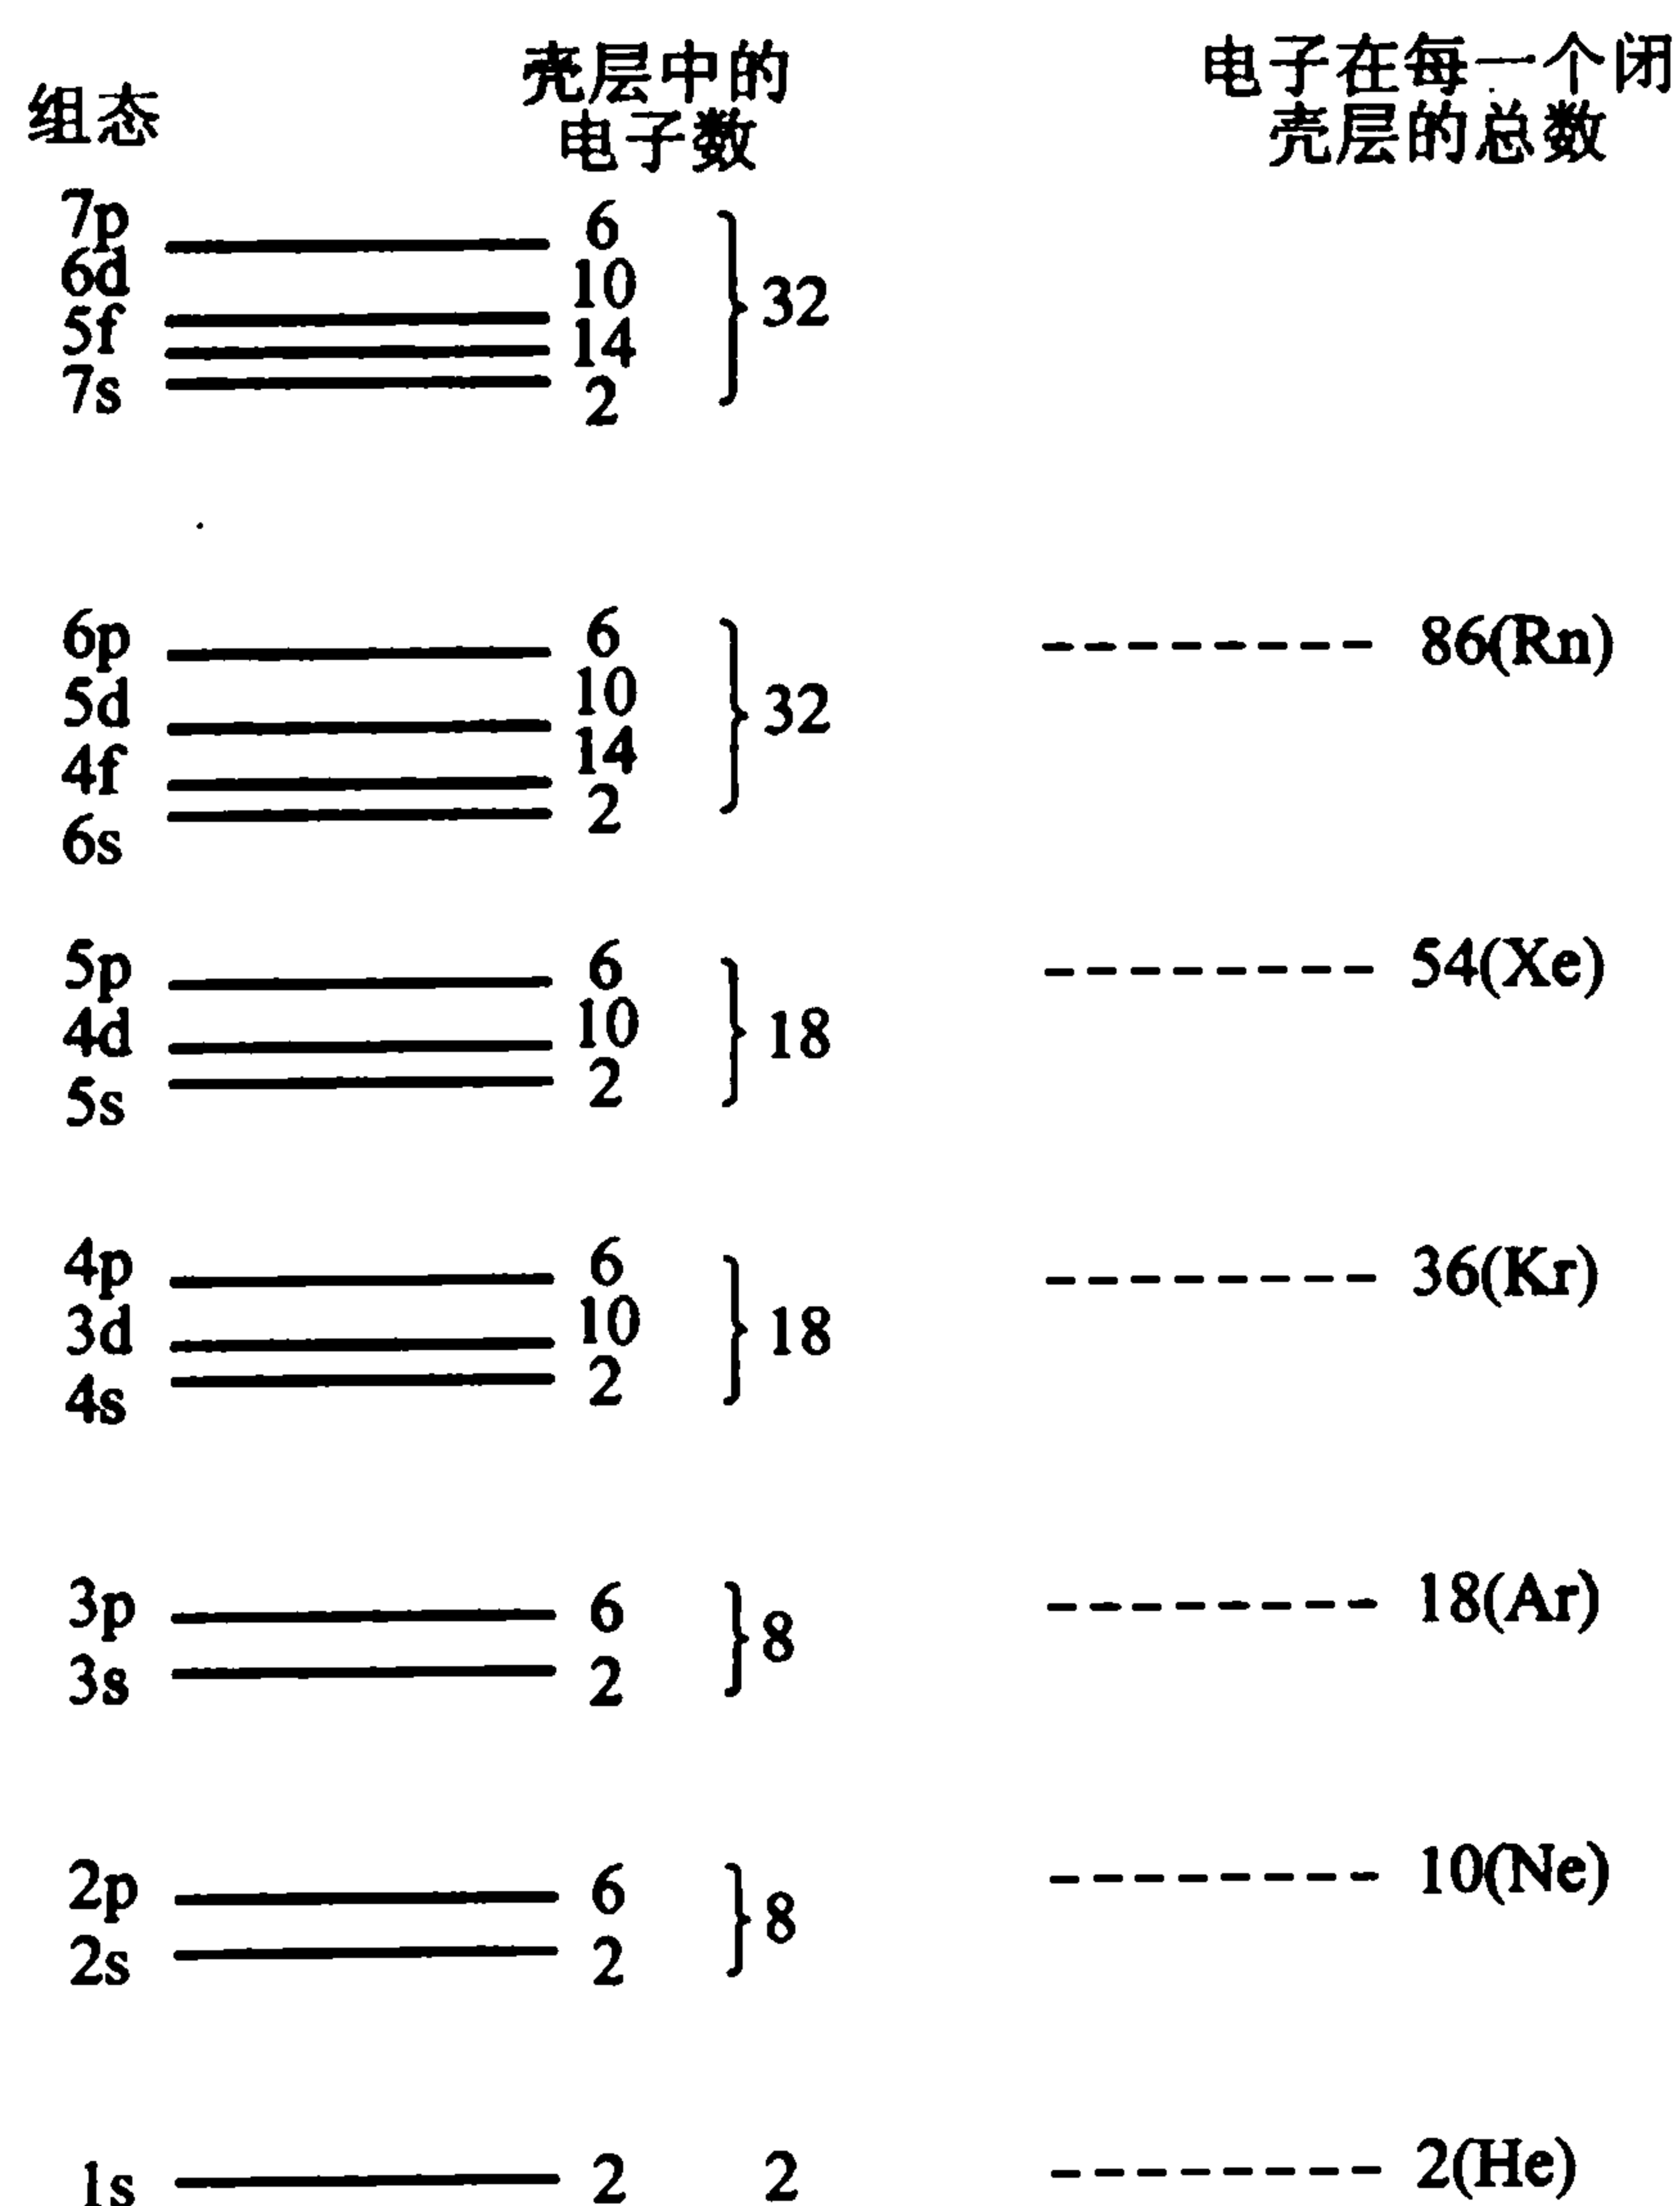 组态
壳层中的
电子数
电子在每一个闭
壳层的总数
7p 6
6d 10
5f 14
7s 2
32
6p 6
5d 10
4f 14
6s 2
32 86(Rn)
5p 6
4d 10
5s 2
18 54(Xe)
4p 6
3d 10
4s 2
18 36(Kr)
3p 6
3s 2
8 18(Ar)
2p 6
2s 2
8 10(Ne)
1s 2 2 2(He)